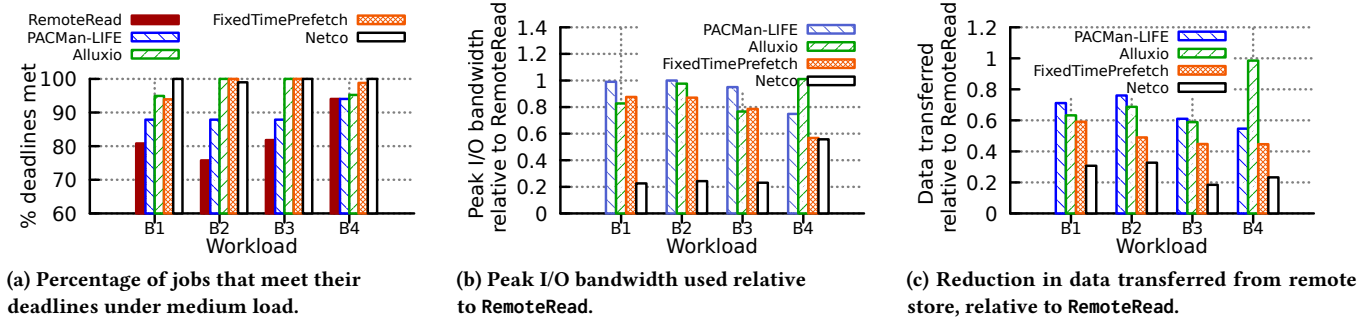 RemoteRead
PACMan-LIFE
Alluxio
FixedTimePrefetch
Netco
% deadlines met
100
90
80
70
60
B1 B2 B3 B4
Workload
(a) Percentage of jobs that meet their
deadlines under medium load.
PACMan-LIFE
Alluxio
FixedTimePrefetch
Netco
Peak I/O bandwidth
relative to RemoteRead
1.4
1.2
1
0.8
0.6
0.4
0.2
0
B1 B2 B3 B4
Workload
(b) Peak I/O bandwidth used relative
to RemoteRead.
PACMan-LIFE
Alluxio
FixedTimePrefetch
Netco
Data transferred
relative to RemoteRead
1.2
1
0.8
0.6
0.4
0.2
0
B1 B2 B3 B4
Workload
(c) Reduction in data transferred from remote
store, relative to RemoteRead.